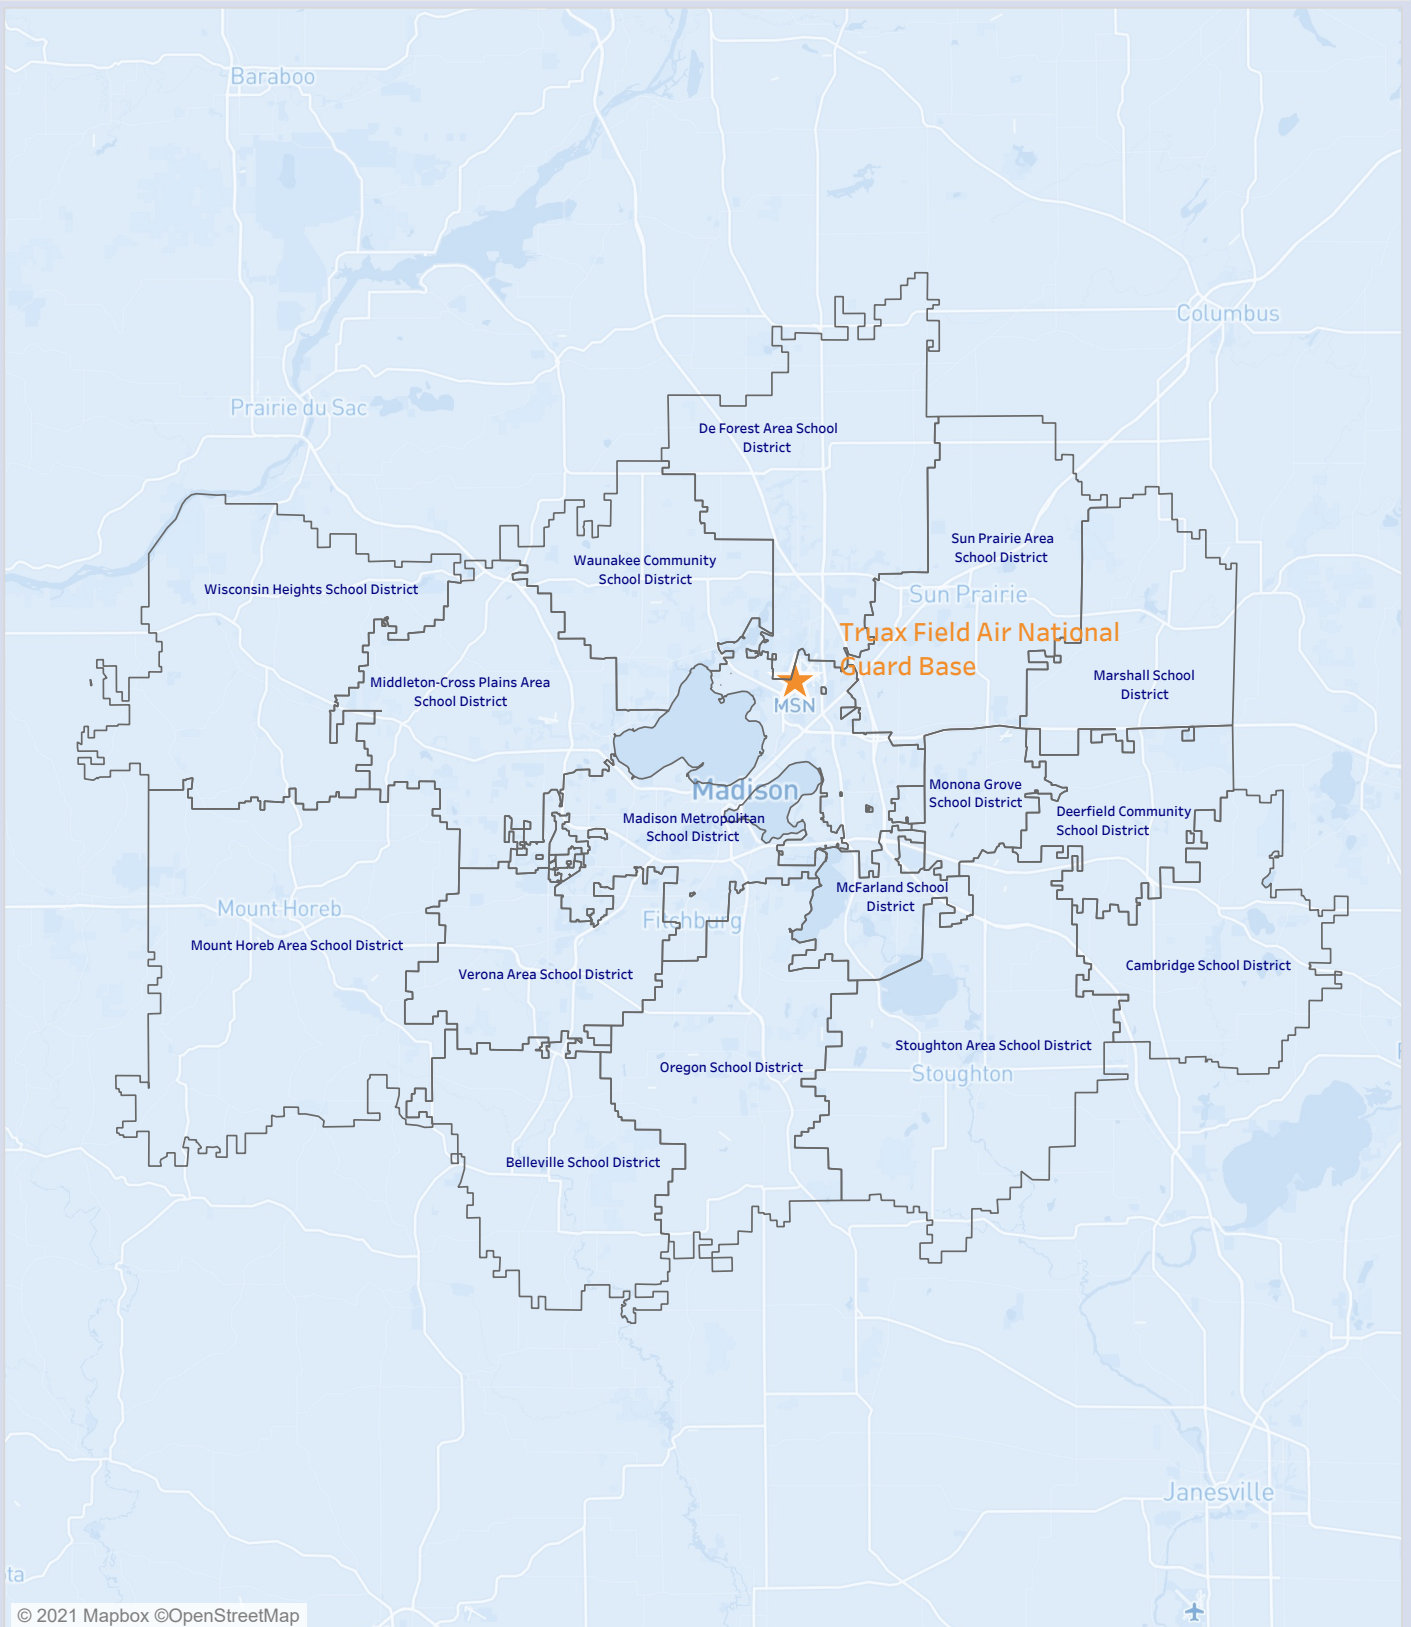 Baraboo
Columbus
Prairie du Sac
De Forest Area School
District
Sun Prairie Area
School District
Waunakee Community
School District
Wisconsin Heights School District
Sun Prairie
Truax Field Air National
Guard Base
Middleton-Cross Plains Area
School District
Marshall School
District
MSN
Madison
Monona Grove
School District
Madison Metropolitan
School District
Deerfield Community
School District
McFarland School
District
Mount Horeb
Fitchburg
Mount Horeb Area School District
Verona Area School District
Cambridge School District
Stoughton Area School District
Oregon School District
Stoughton
Belleville School District
Janesville
ta
© 2021 Mapbox ©OpenStreetMap